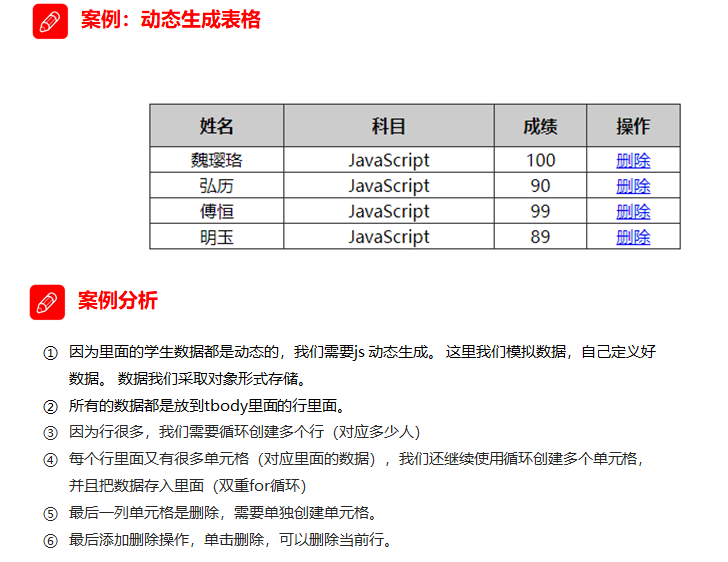 案例：动态生成表格
姓名 科目 成绩 操作
魏璎珞 JavaScript 100 删除
弘历 JavaScript 90 删除
傅恒 JavaScript 99 删除
明玉 JavaScript 89 删除
案例分析
① 因为里面的学生数据都是动态的，我们需要js 动态生成。 这里我们模拟数据，自己定义好
数据。 数据我们采取对象形式存储。
② 所有的数据都是放到tbody里面的行里面。
③ 因为行很多，我们需要循环创建多个行（对应多少人）
④ 每个行里面又有很多单元格（对应里面的数据），我们还继续使用循环创建多个单元格，
并且把数据存入里面（双重for循环）
⑤ 最后一列单元格是删除，需要单独创建单元格。
⑥ 最后添加删除操作，单击删除，可以删除当前行。